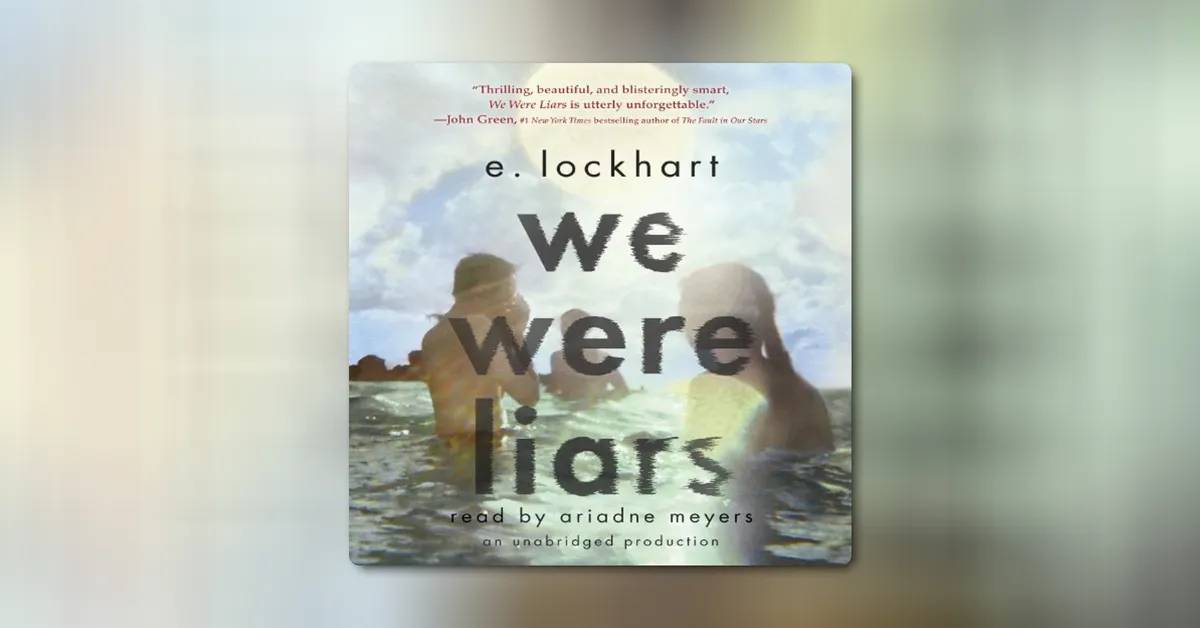 “Thrilling, beautiful, and blisteringly smart,
We Were Liars is utterly unforgettable.”
—John Green, #1 New York Times bestselling author of The Fault in Our Stars
e. lockhart
we
were
liars
read by ariadne meyers
an unabridged production